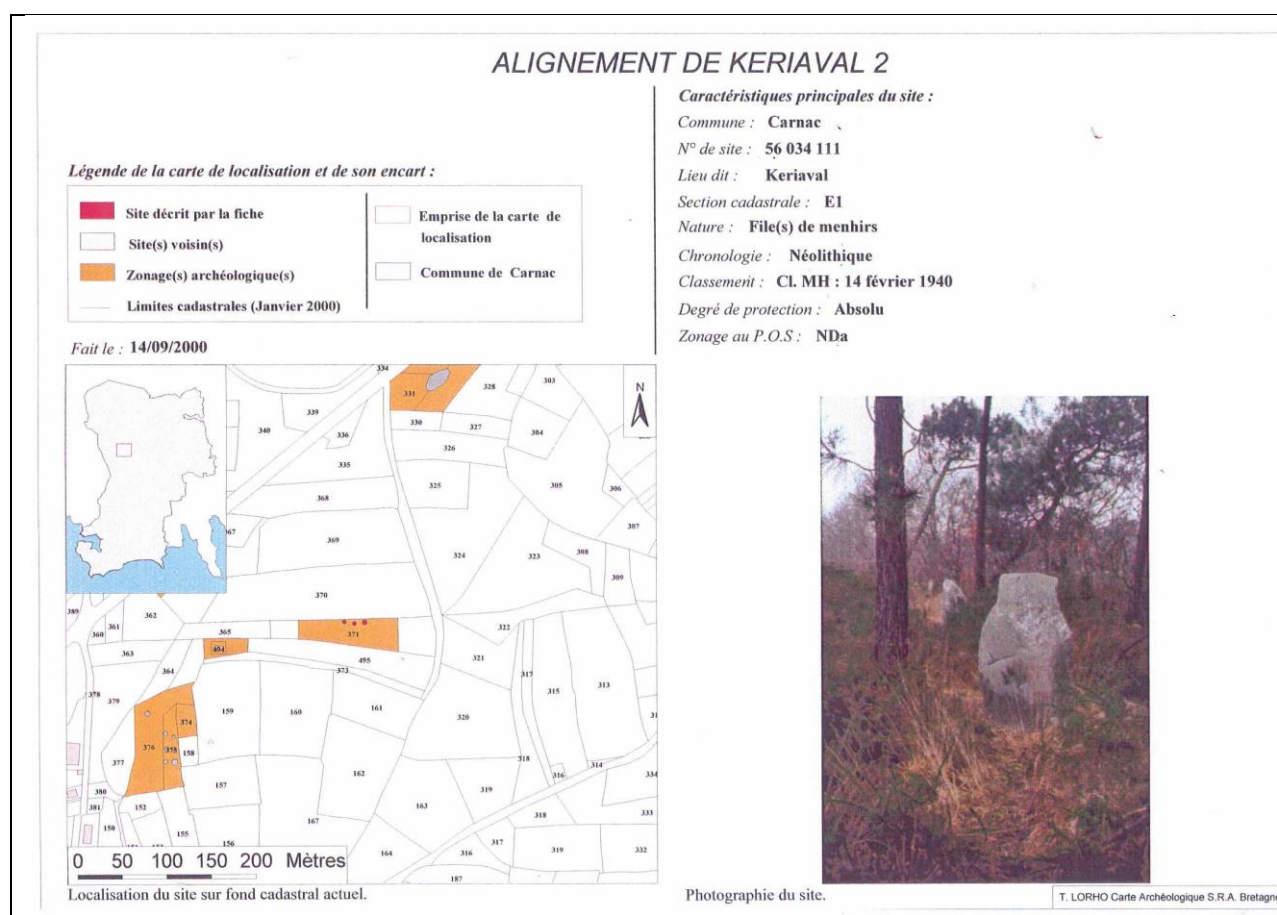 ALIGNEMENT DE KERIAVAL 2
Légende de la carte de localisation et de son encart :
Site décrit par la fiche
Site(s) voisin(s)
Zonage(s) archéologique(s)
Limites cadastrales (Janvier 2000)
Emprise de la carte de
localisation
Commune de Carnac
Fait le : 14/09/2000
Caractéristiques principales du site :
Commune : Carnac
N° de site : 56 034 111
Lieu dit : Keriaval
Section cadastrale : E1
Nature : File(s) de menhirs
Chronologie : Néolithique
Classement : Cl. MH : 14 février 1940
Degré de protection : Absolu
Zonage au P.O.S : NDa
N
334
331
328
303
339
340
336
330
327
304
326
335
325
305
306
368
307
369
324
323
308
309
370
389
362
361
360
365
371
322
363
404
495
321
373
364
317
378
379
313
315
374
159
160
161
320
376
158
377
318
314
316
334
157
162
380
319
381
152
163
333
150
318
155
167
317
156
164
316
319
332
187
0 50 100 150 200 Mètres
Localisation du site sur fond cadastral actuel.
Photographie du site.
T. LORHO Carte Archéologique S.R.A. Bretagne